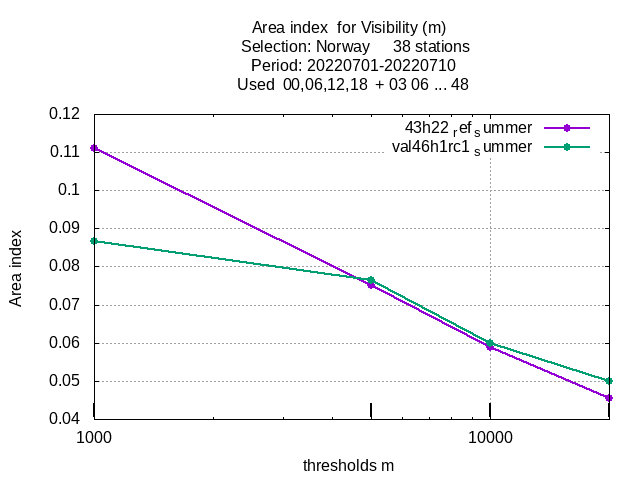 Area index for Visibility (m)
Selection: Norway 38 stations
Period: 20220701-20220710
Used 00,06,12,18 + 03 06 ... 48
0.12
43h22 ref summer
val46h1rc1 summer
0.11
0.1
0.09
0.08
0.07
0.06
0.05
0.04
Area index
1000 10000
thresholds m